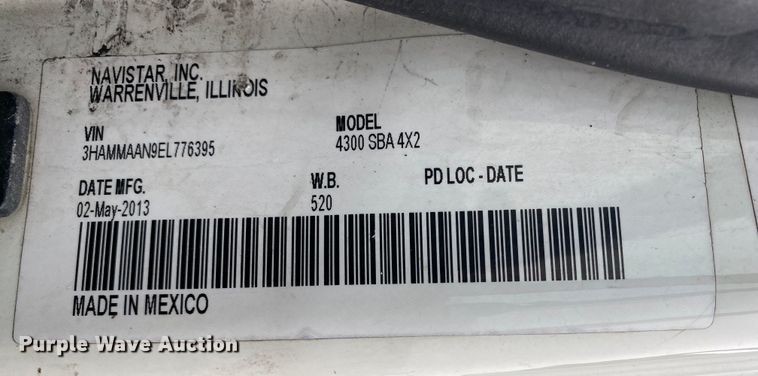 NAVISTAR, INC.
WARRENVILLE, ILLINOIS
VIN
3HAMMAAN9EL776395
MODEL
4300 SBA 4X2
DATE MFG.
02-May-2013
W.B.
520
PD LOC - DATE
MADE IN MEXICO
Purple Wave Auction